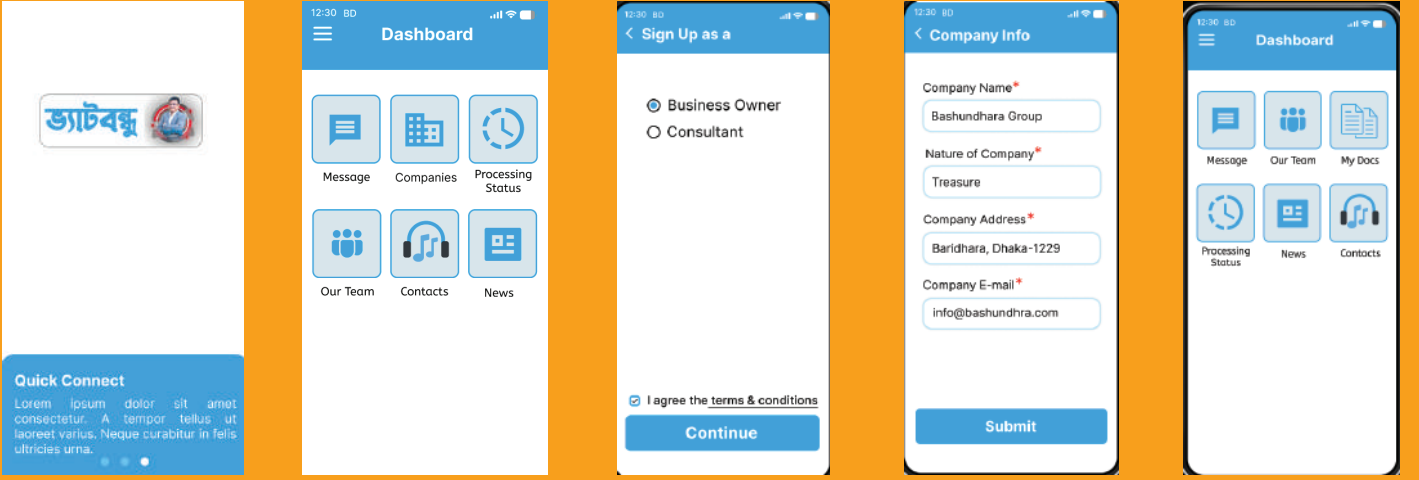 ভ্যাটবন্ধু
Quick Connect
Lorem ipsum dolor sit amet
consectetur. A tempor tellus ut
laoreet varius. Neque curabitur in felis
ultricies urna.
12:30 BD
Dashboard
Message
Companies
Processing
Status
Our Team
Contacts
News
12:30 BD
Sign Up as a
Business Owner
Consultant
I agree the terms & conditions
Continue
12:30 BD
Company Info
Company Name*
Bashundhara Group
Nature of Company*
Treasure
Company Address*
Baridhara, Dhaka-1229
Company E-mail*
info@bashundhra.com
Submit
12:30 BD
Dashboard
Message
Our Team
My Docs
Processing
Status
News
Contacts